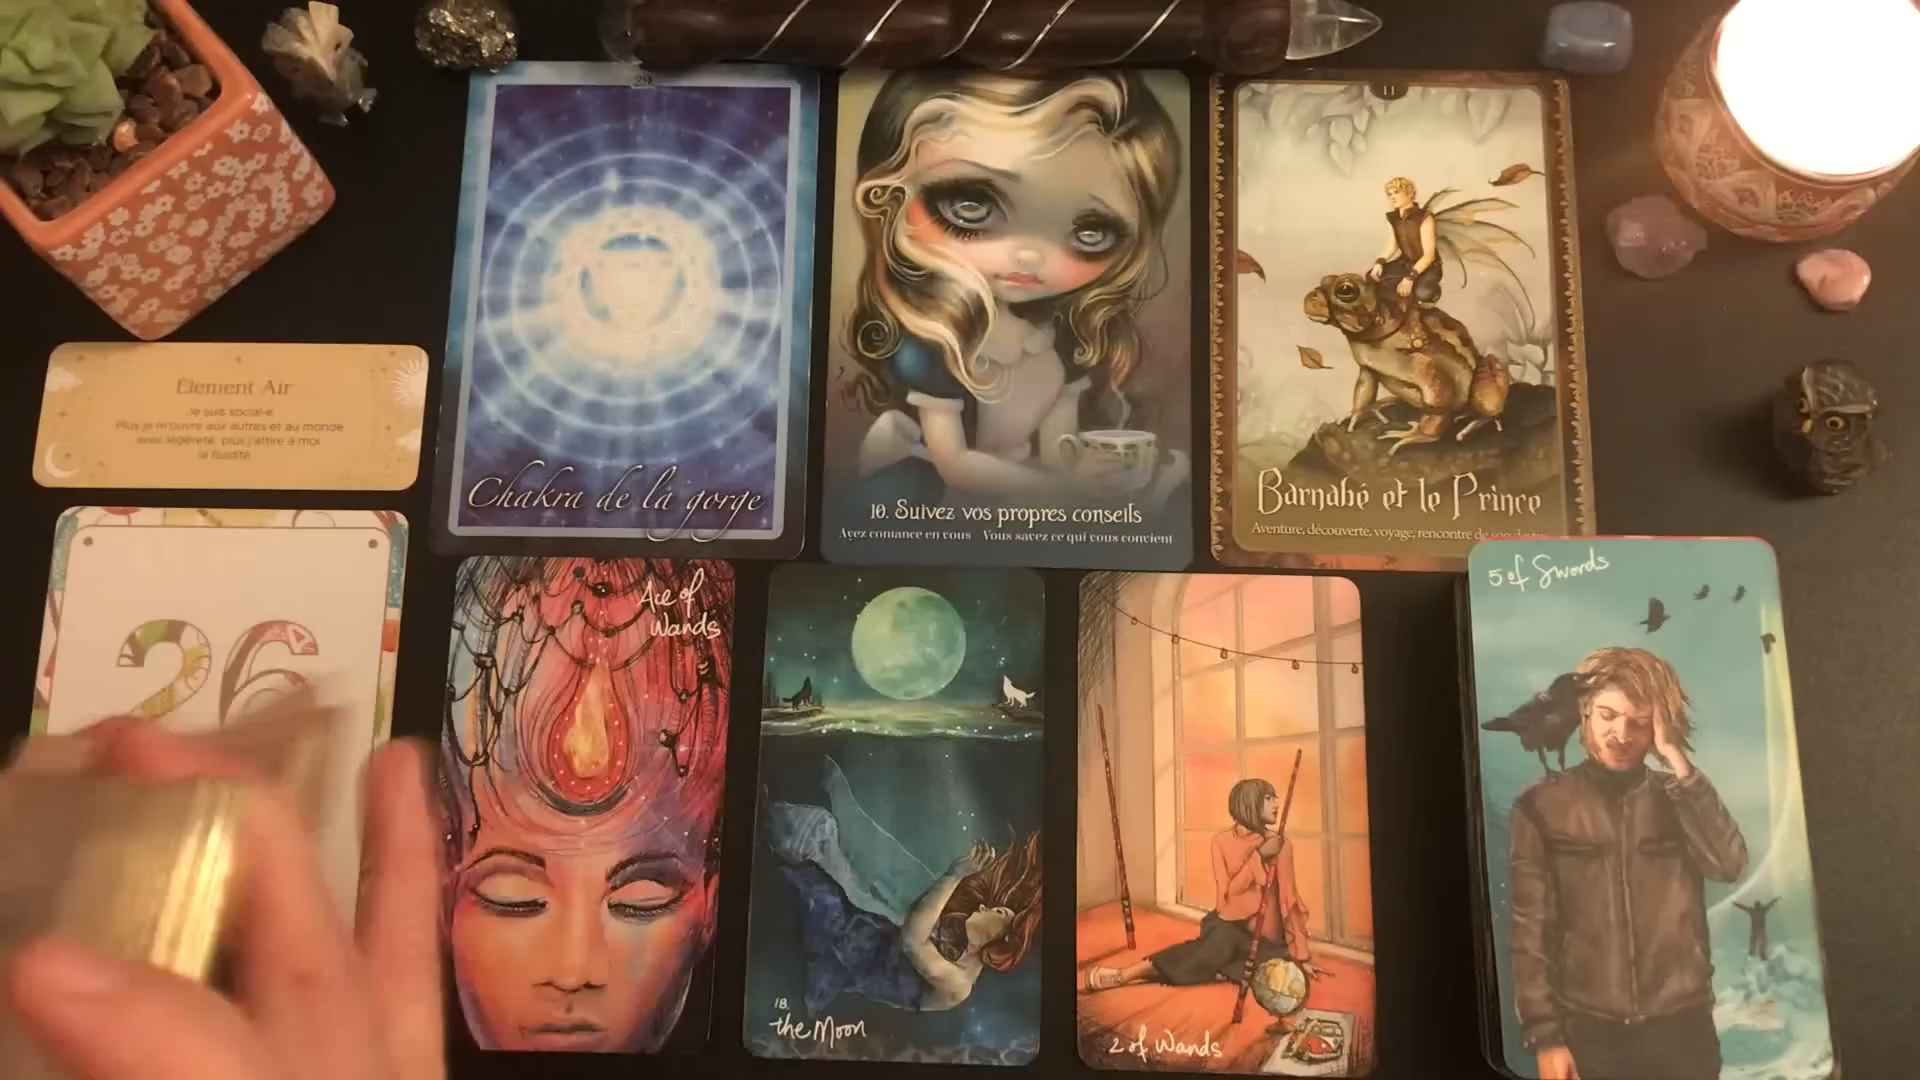 29
11
Élement Air
Je suis social·e
Plus je m'ouvre aux autres et au monde
avec légèreté, plus j'attire à moi
la fluidité
Chakra de la gorge
10. Suivez vos propres conseils
Ayez confiance en vous Vous savez ce qui vous convient
Barnabé et le Prince
Aventure, découverte, voyage, rencontre de
26
Ace of
Wands
18.
the Moon
2 of Wands
5 of Swords